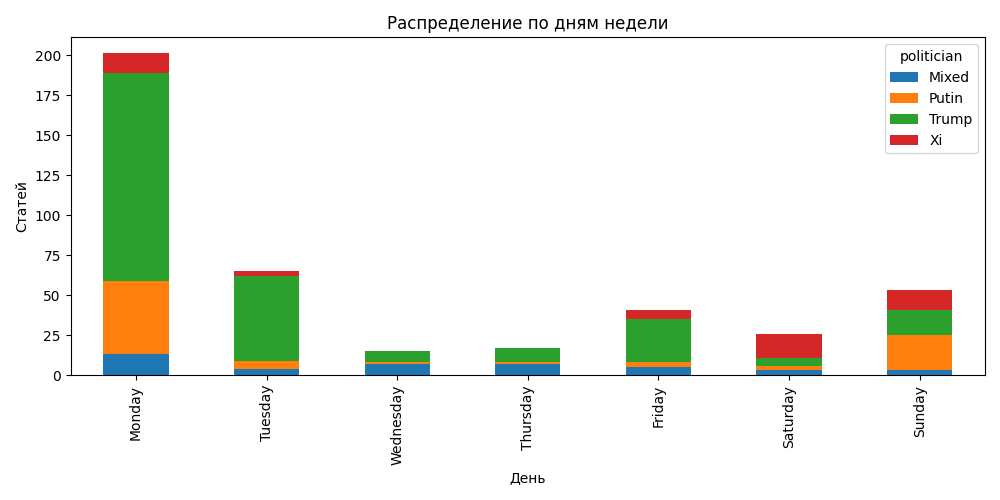 Распределение по дням недели
politician
Mixed
Putin
Trump
Xi
Статей
200
175
150
125
100
75
50
25
0
Monday
Tuesday
Wednesday
Thursday
Friday
Saturday
Sunday
День